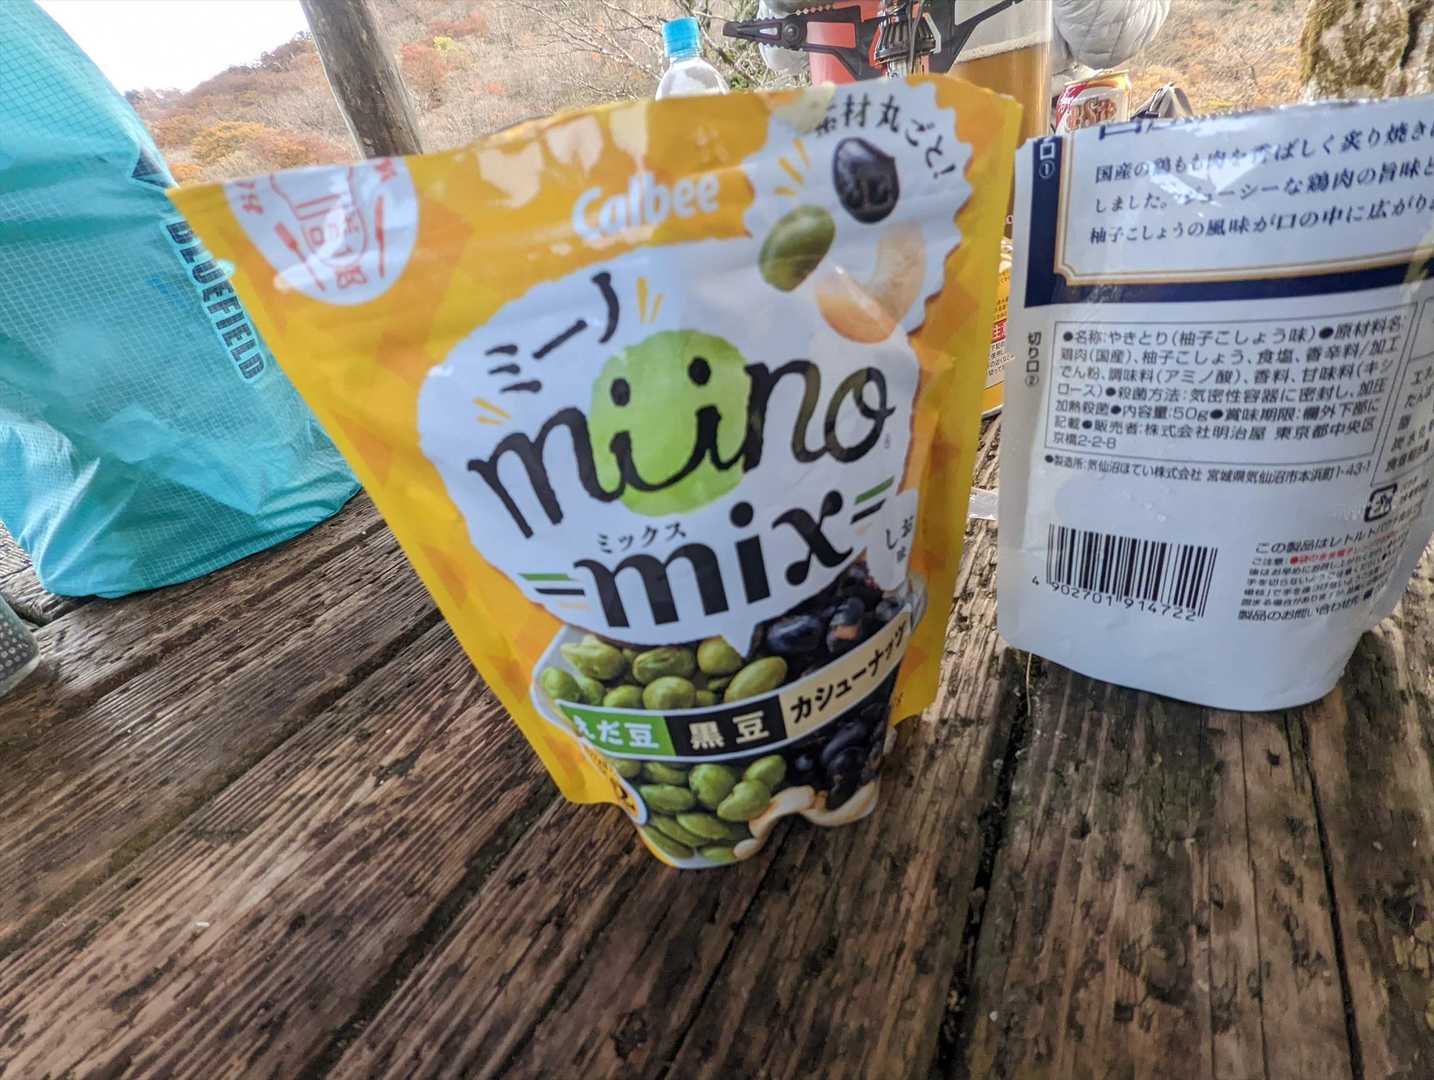 Calbee
素材丸ごと!
ミーノ
miino
ミックス
mix
しお
味
えだ豆 黒豆 カシューナッツ
BLUEFIELD
切り口②
国産の鶏もも肉を香ばしく炙り焼き
しました。ジューシーな鶏肉の旨味と
柚子こしょうの風味が口の中に広がり
●名称:やきとり(柚子こしょう味)●原材料名:
鶏肉(国産)、柚子こしょう、食塩、香辛料/加工
でん粉、調味料(アミノ酸)、香料、甘味料(キシ
ロース)●殺菌方法:気密性容器に密封し、加圧
加熱殺菌●内容量:50g●賞味期限:欄外下部に
記載●販売者:株式会社明治屋 東京都中央区
京橋2-2-8
●製造所:気仙沼ほてい株式会社 宮城県気仙沼市本浜町1-43-1
4 902701 914722
この製品はレトルト
製品のお問い合わせ先